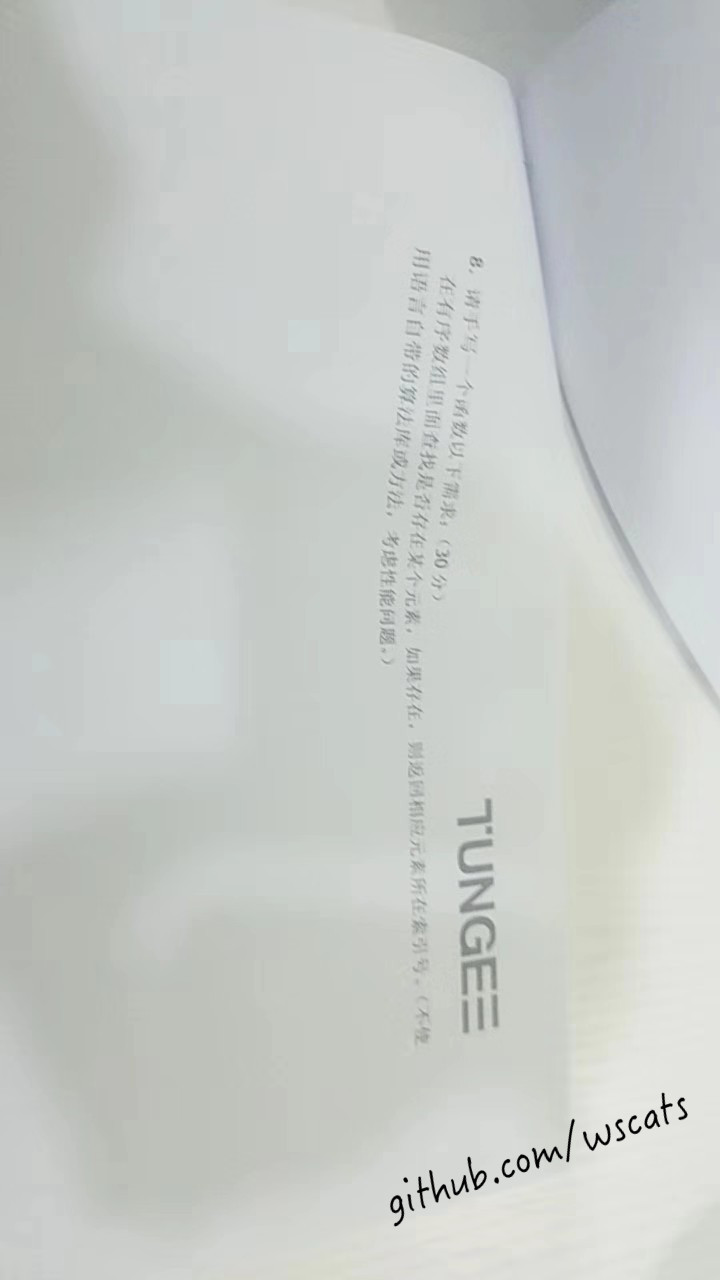 TUNGEE
8. 请手写一个函数以下需求：（30 分）
在有序数组里面查找是否存在某个元素，如果存在，则返回相应元素所在索引号。（不使
用语言自带的算法库或方法，考虑性能问题。）
github.com/wscats